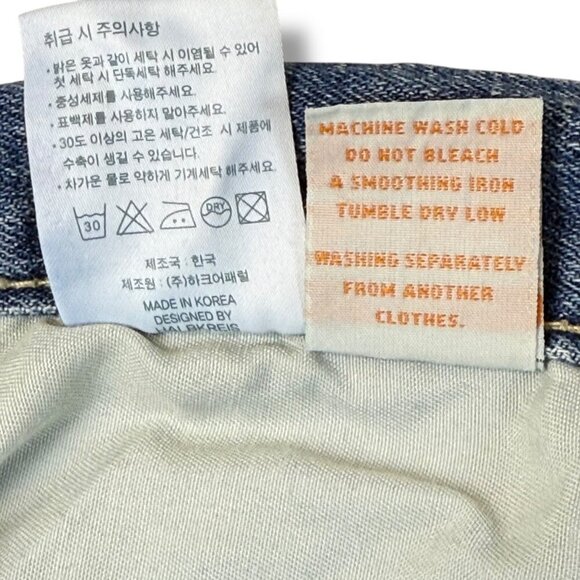 취급 시 주의사항
· 밝은 옷과 같이 세탁 시 이염될 수 있어
첫 세탁 시 단독세탁 해주세요.
· 중성세제를 사용해주세요.
· 표백제를 사용하지 말아주세요.
· 30도 이상의 고온 세탁/건조 시 제품에
수축이 생길 수 있습니다.
· 차가운 물로 약하게 기계세탁 해주세요.
30 DRY
제조국 : 한국
제조원 : (주)하크어패럴
MADE IN KOREA
DESIGNED BY
HALBKREIS
MACHINE WASH COLD
DO NOT BLEACH
A SMOOTHING IRON
TUMBLE DRY LOW
WASHING SEPARATELY
FROM ANOTHER
CLOTHES.